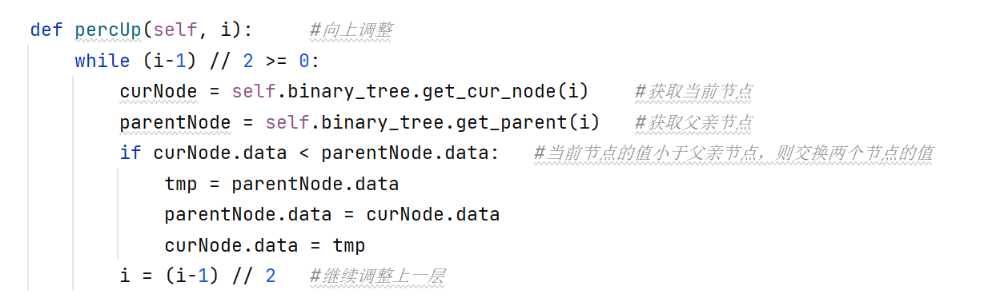 def percUp(self, i):     #向上调整
    while (i-1) // 2 >= 0:
        curNode = self.binary_tree.get_cur_node(i)    #获取当前节点
        parentNode = self.binary_tree.get_parent(i)   #获取父亲节点
        if curNode.data < parentNode.data:   #当前节点的值小于父亲节点，则交换两个节点的值
            tmp = parentNode.data
            parentNode.data = curNode.data
            curNode.data = tmp
        i = (i-1) // 2   #继续调整上一层